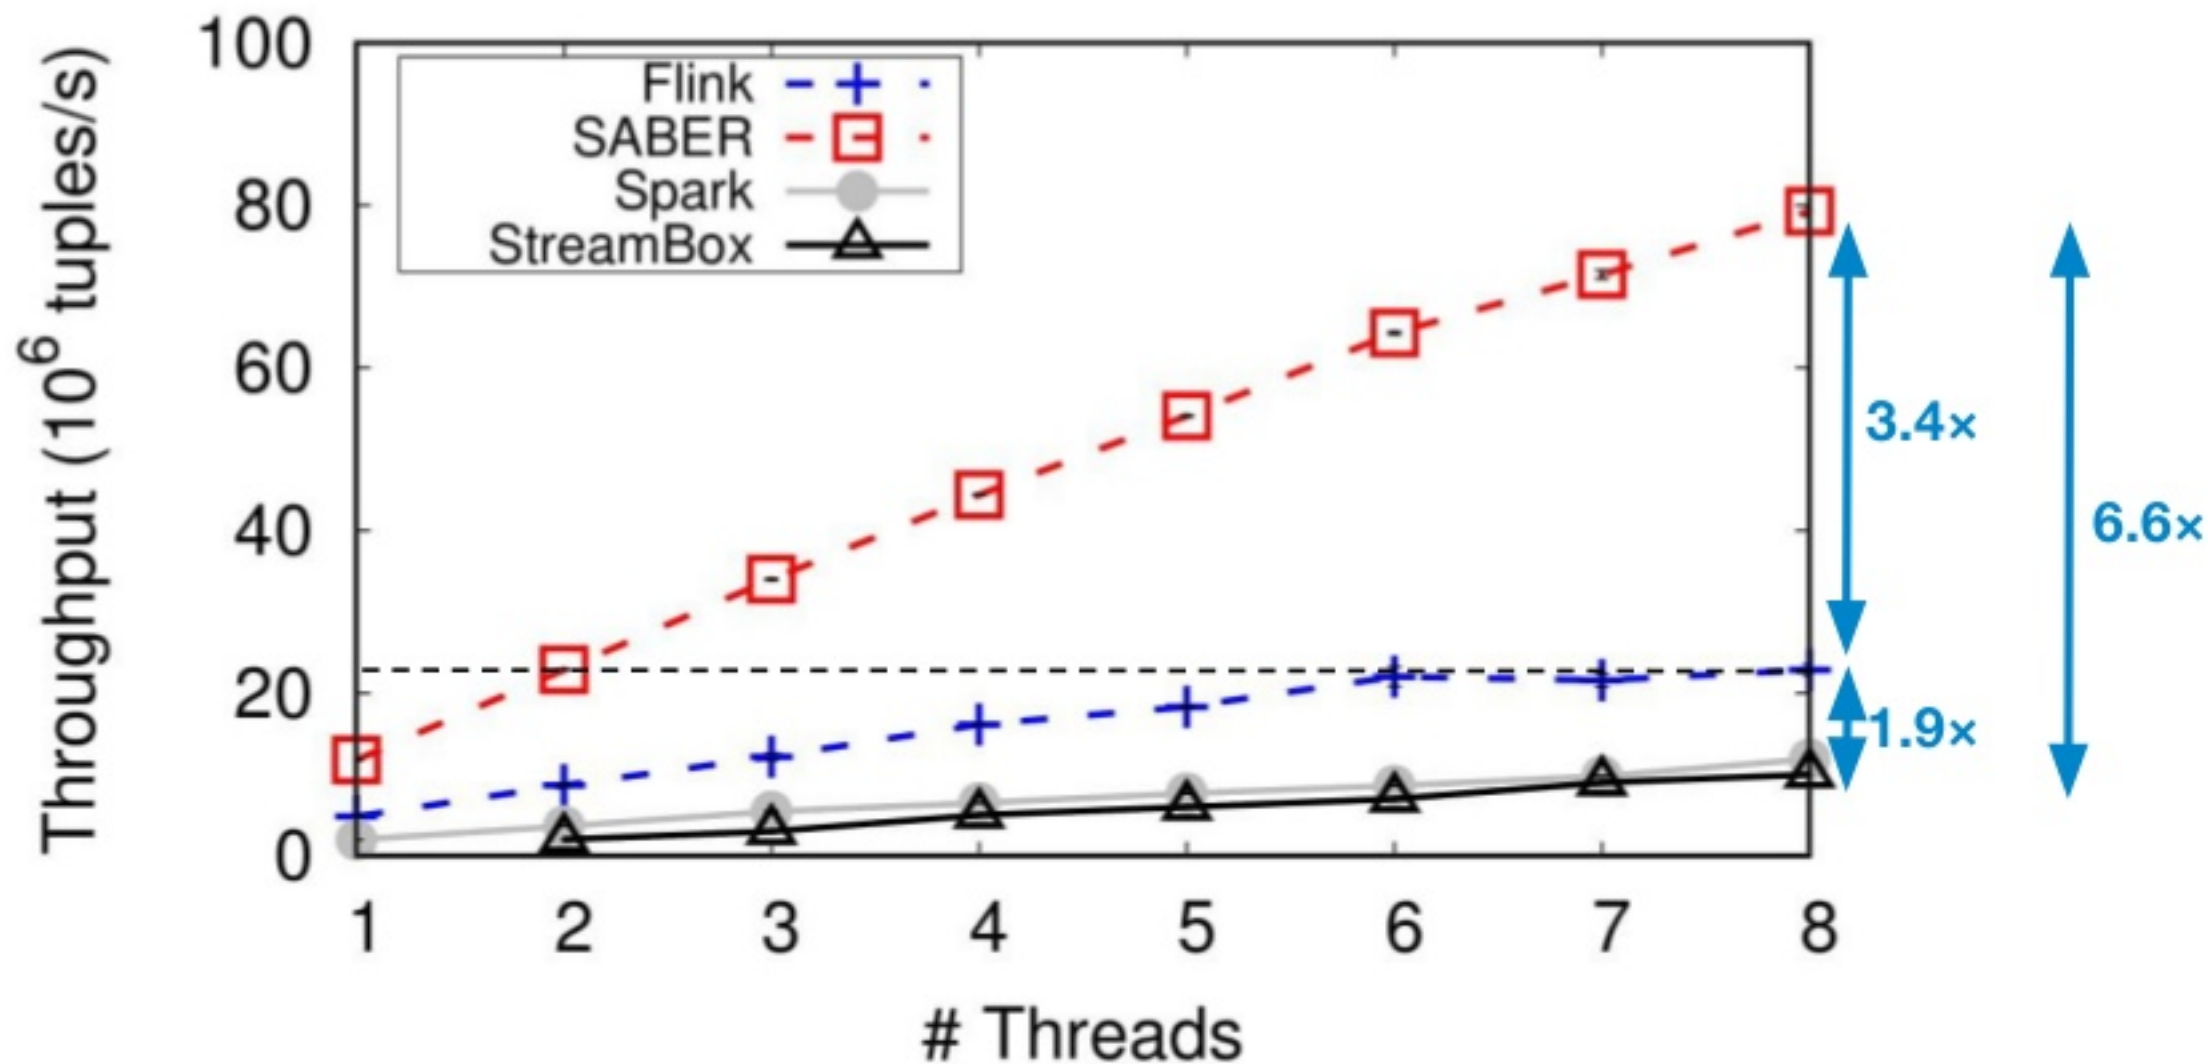 Throughput (10⁶ tuples/s)
100
80
60
40
20
0
Flink
SABER
Spark
StreamBox
3.4×
6.6×
1.9×
1 2 3 4 5 6 7 8
# Threads